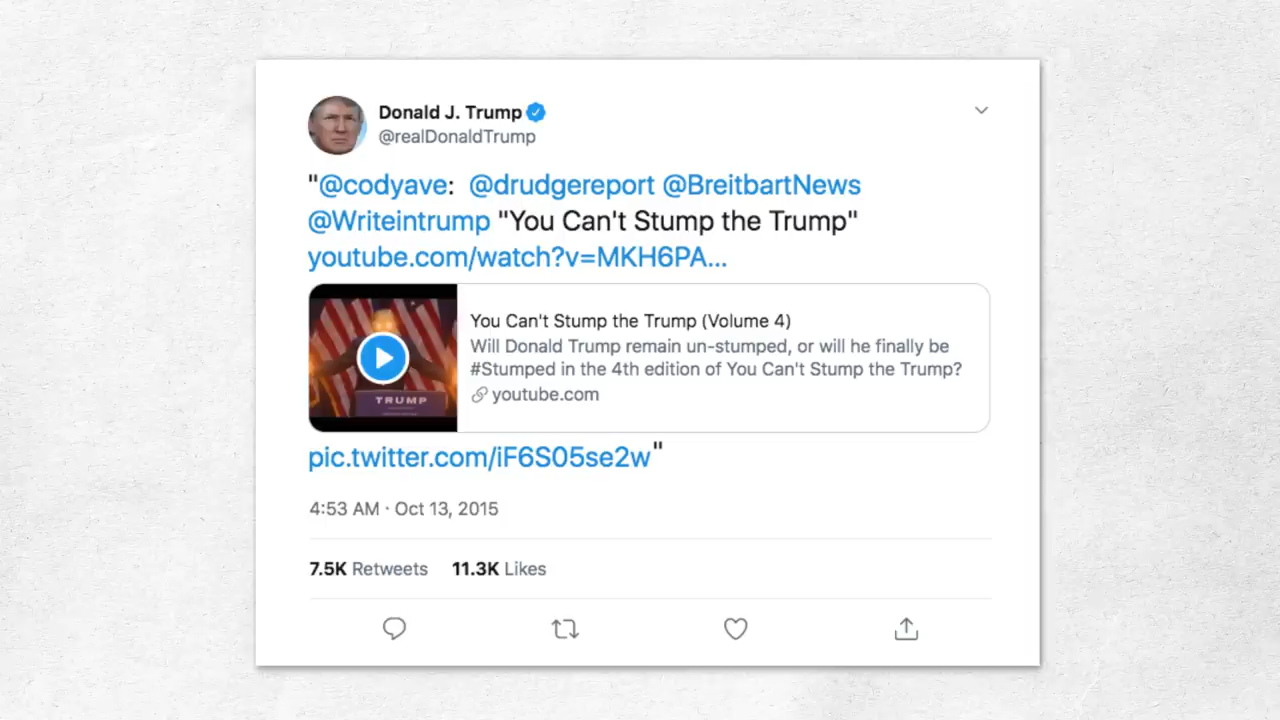 Donald J. Trump
@realDonaldTrump
"@codyave: @drudgereport @BreitbartNews
@Writeintrump "You Can't Stump the Trump"
youtube.com/watch?v=MKH6PA...
You Can't Stump the Trump (Volume 4)
Will Donald Trump remain un-stumped, or will he finally be
#Stumped in the 4th edition of You Can't Stump the Trump?
youtube.com
TRUMP
pic.twitter.com/iF6S05se2w"
4:53 AM · Oct 13, 2015
7.5K Retweets 11.3K Likes